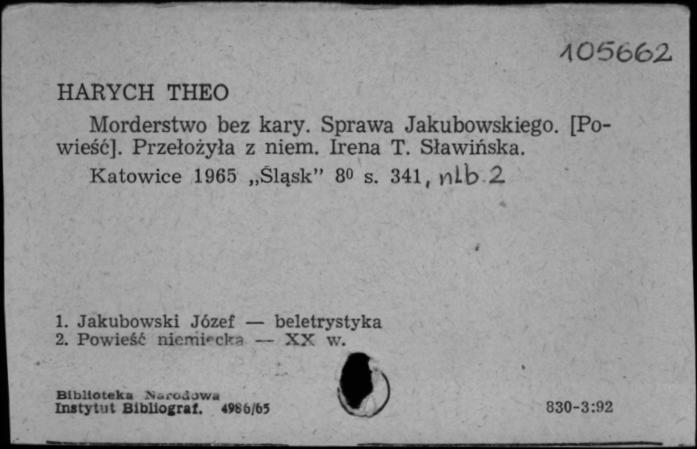 105662
HARYCH THEO
Morderstwo bez kary. Sprawa Jakubowskiego. [Po-
wieść]. Przełożyła z niem. Irena T. Sławińska.
Katowice 1965 „Śląsk” 8⁰ s. 341, nlb 2
1. Jakubowski Józef — beletrystyka
2. Powieść niemiecka — XX w.
Biblioteka Narodowa
Instytut Bibliograf. 4986/65
830-3:92